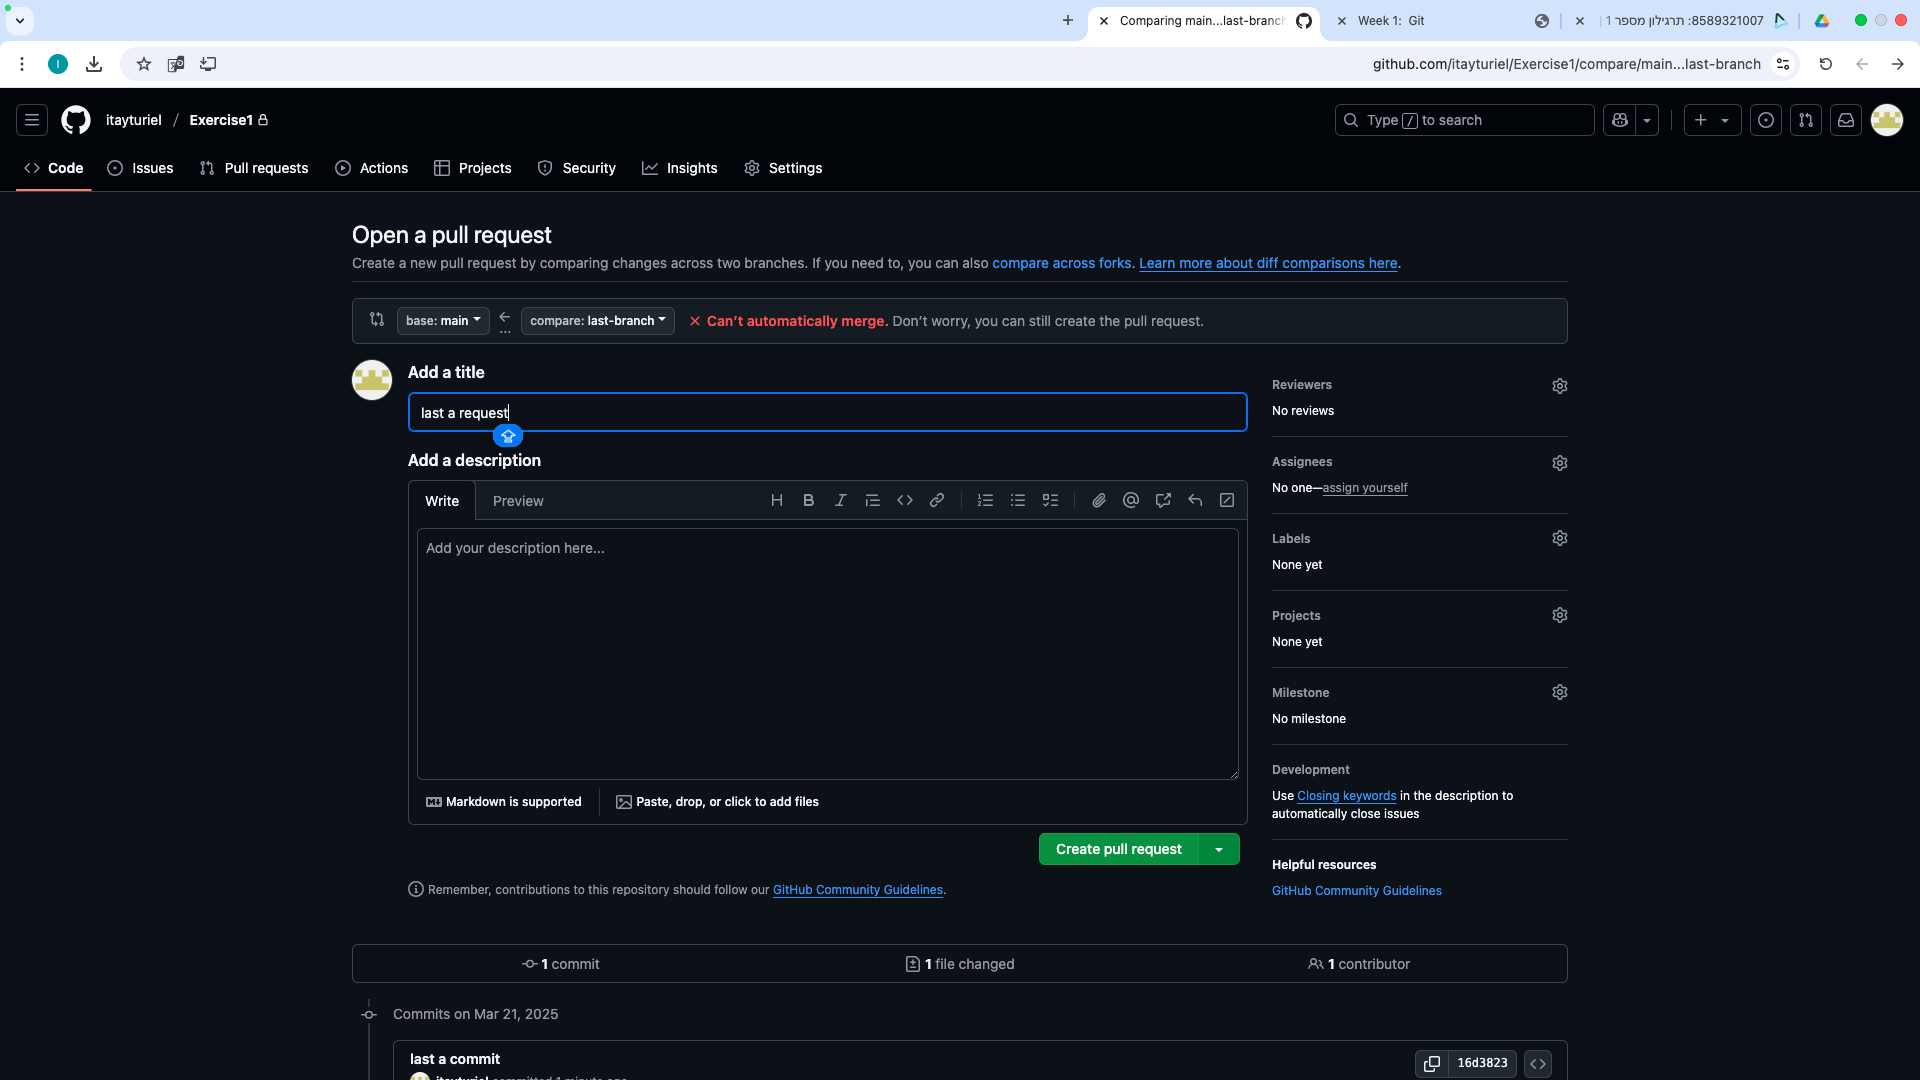 Comparing main...last-branch
Week 1: Git
8589321007: תרגילון מספר 1 |
I
github.com/itayturiel/Exercise1/compare/main...last-branch
itayturiel / Exercise1
Type / to search
Code
Issues
Pull requests
Actions
Projects
Security
Insights
Settings
Open a pull request
Create a new pull request by comparing changes across two branches. If you need to, you can also compare across forks. Learn more about diff comparisons here.
base: main
...
compare: last-branch
Can’t automatically merge. Don’t worry, you can still create the pull request.
Add a title
last a request
Add a description
Write
Preview
Add your description here...
Markdown is supported
Paste, drop, or click to add files
Create pull request
Remember, contributions to this repository should follow our GitHub Community Guidelines.
Reviewers
No reviews
Assignees
No one—assign yourself
Labels
None yet
Projects
None yet
Milestone
No milestone
Development
Use Closing keywords in the description to
automatically close issues
Helpful resources
GitHub Community Guidelines
1 commit
1 file changed
1 contributor
Commits on Mar 21, 2025
last a commit
16d3823
itayturiel committed 1 minute ago